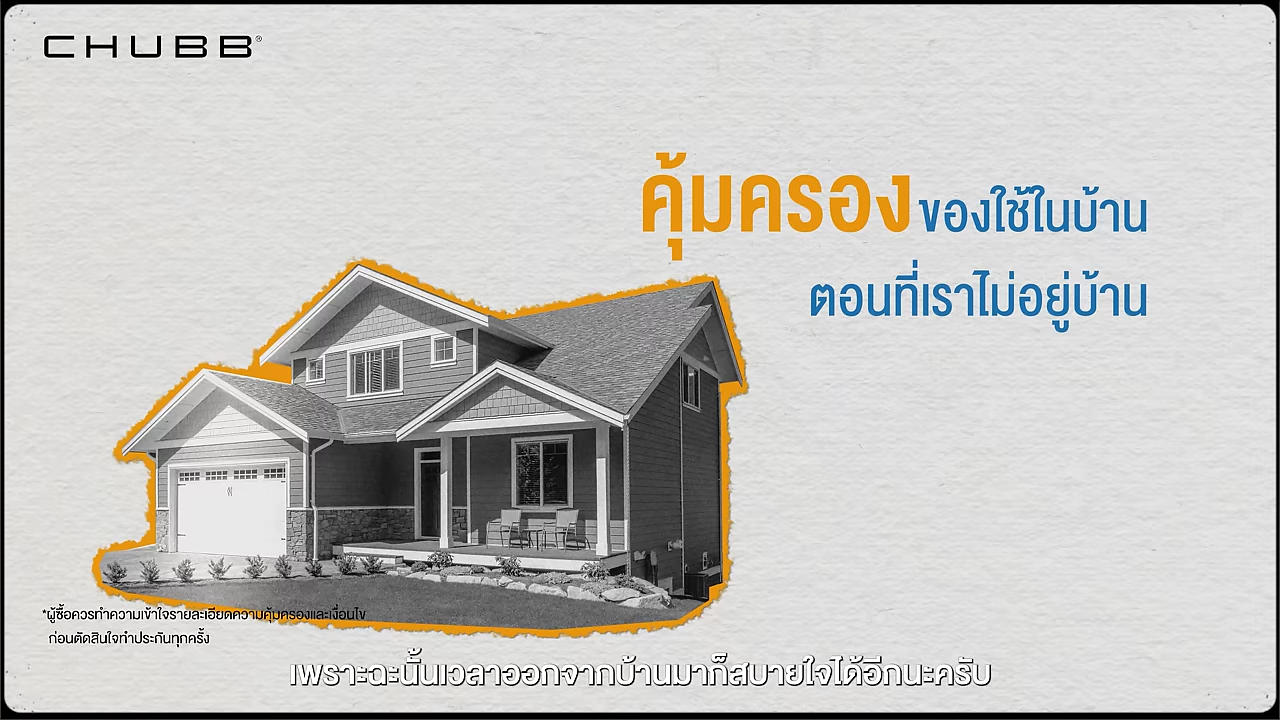 CHUBB®
คุ้มครองของใช้ในบ้าน
ตอนที่เราไม่อยู่บ้าน
*ผู้ซื้อควรทำความเข้าใจรายละเอียดความคุ้มครองและเงื่อนไข
ก่อนตัดสินใจทำประกันทุกครั้ง
เพราะฉะนั้นเวลาออกจากบ้านมาก็สบายใจได้อีกนะครับ